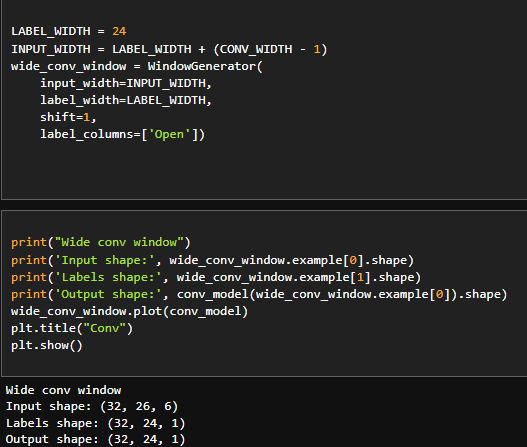 LABEL_WIDTH = 24
INPUT_WIDTH = LABEL_WIDTH + (CONV_WIDTH - 1)
wide_conv_window = WindowGenerator(
    input_width=INPUT_WIDTH,
    label_width=LABEL_WIDTH,
    shift=1,
    label_columns=['Open'])
print("Wide conv window")
print('Input shape:', wide_conv_window.example[0].shape)
print('Labels shape:', wide_conv_window.example[1].shape)
print('Output shape:', conv_model(wide_conv_window.example[0]).shape)
wide_conv_window.plot(conv_model)
plt.title("Conv")
plt.show()
Wide conv window
Input shape: (32, 26, 6)
Labels shape: (32, 24, 1)
Output shape: (32, 24, 1)